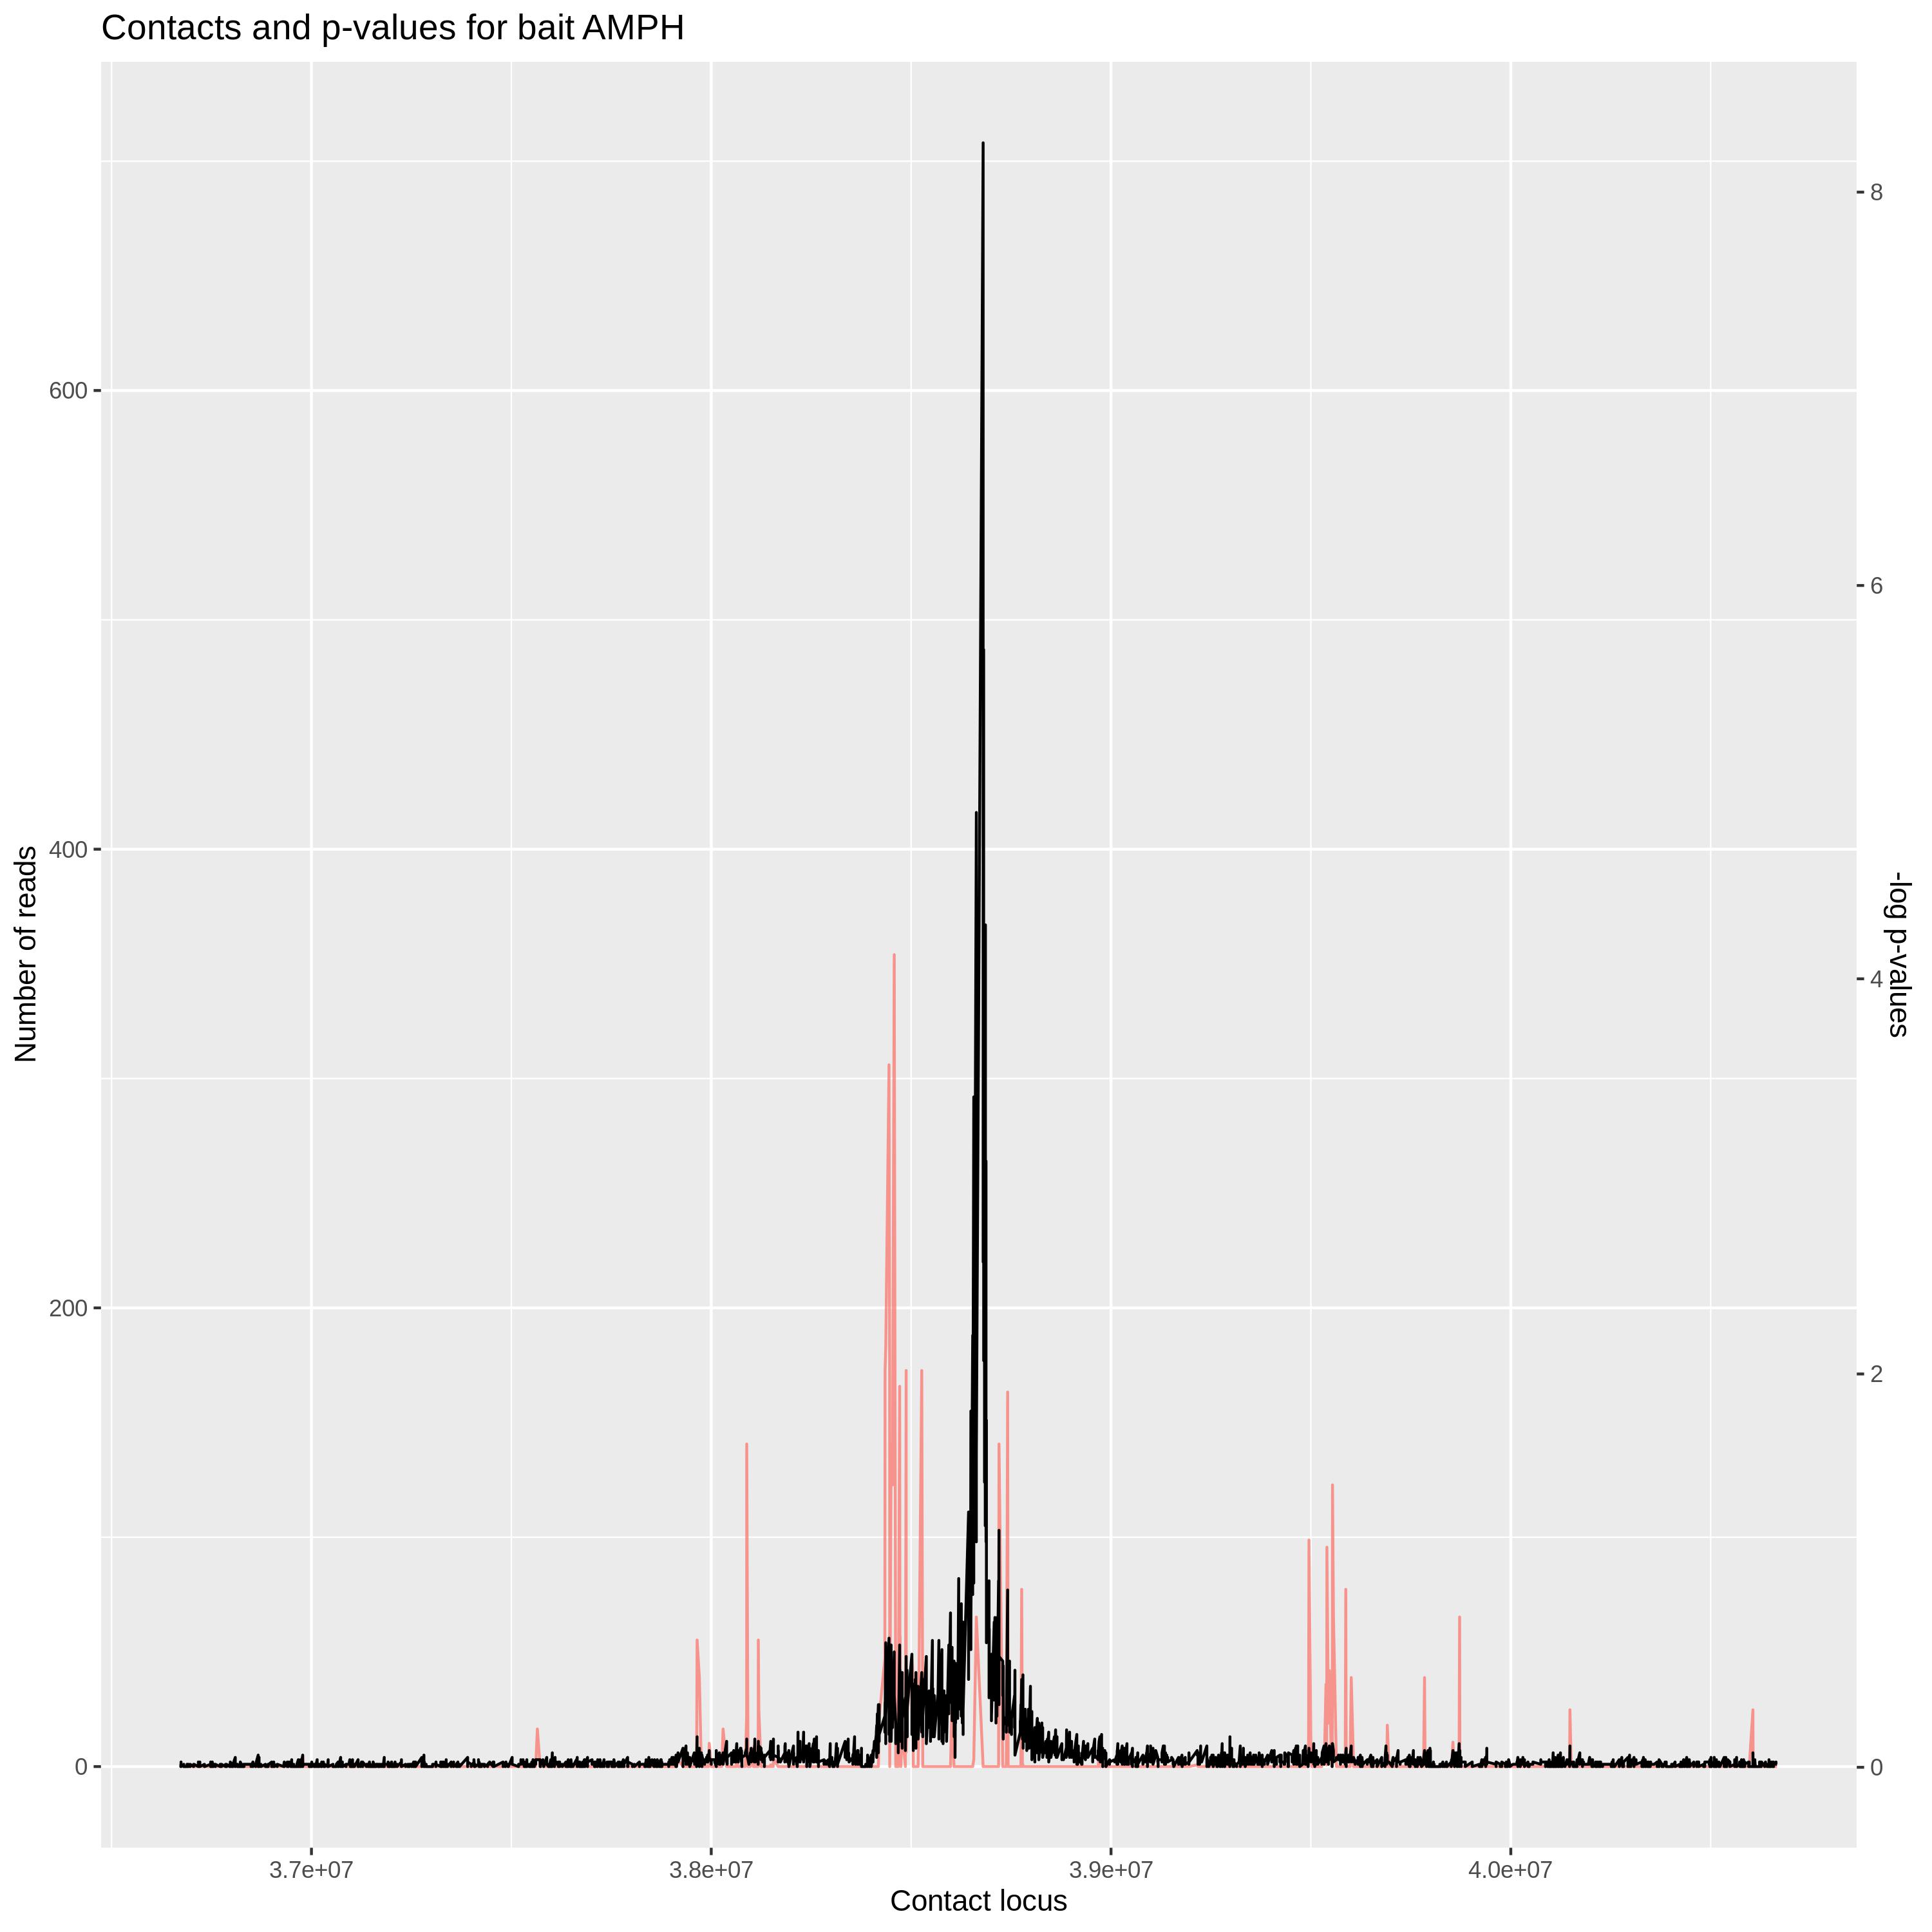 Contacts and p-values for bait AMPH
Number of reads
600
400
200
0
8
6
4
2
0
-log p-values
3.7e+07 3.8e+07 3.9e+07 4.0e+07
Contact locus